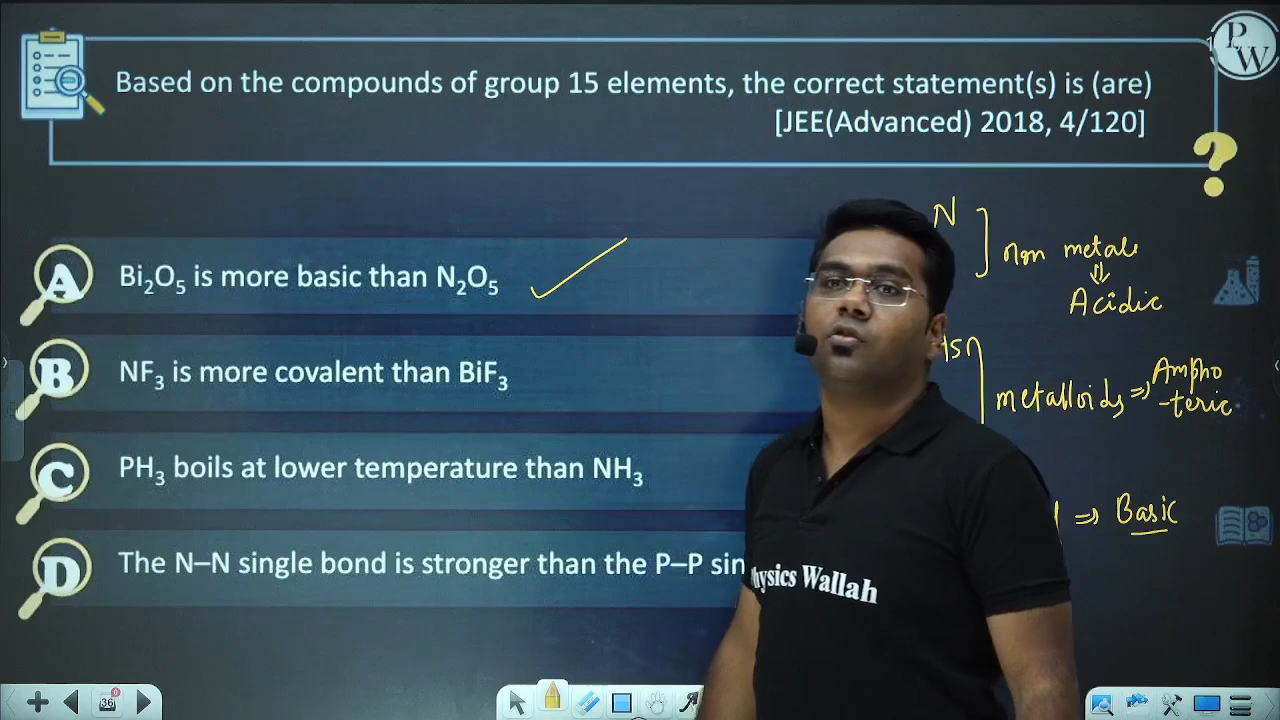 Based on the compounds of group 15 elements, the correct statement(s) is (are)
[JEE(Advanced) 2018, 4/120]
PW
?
A Bi₂O₅ is more basic than N₂O₅
B NF₃ is more covalent than BiF₃
C PH₃ boils at lower temperature than NH₃
D The N–N single bond is stronger than the P–P sin
N
non metals
⇓
Acidic
metalloids ⇒ Ampho
-teric
⇒ Basic
Physics Wallah
36